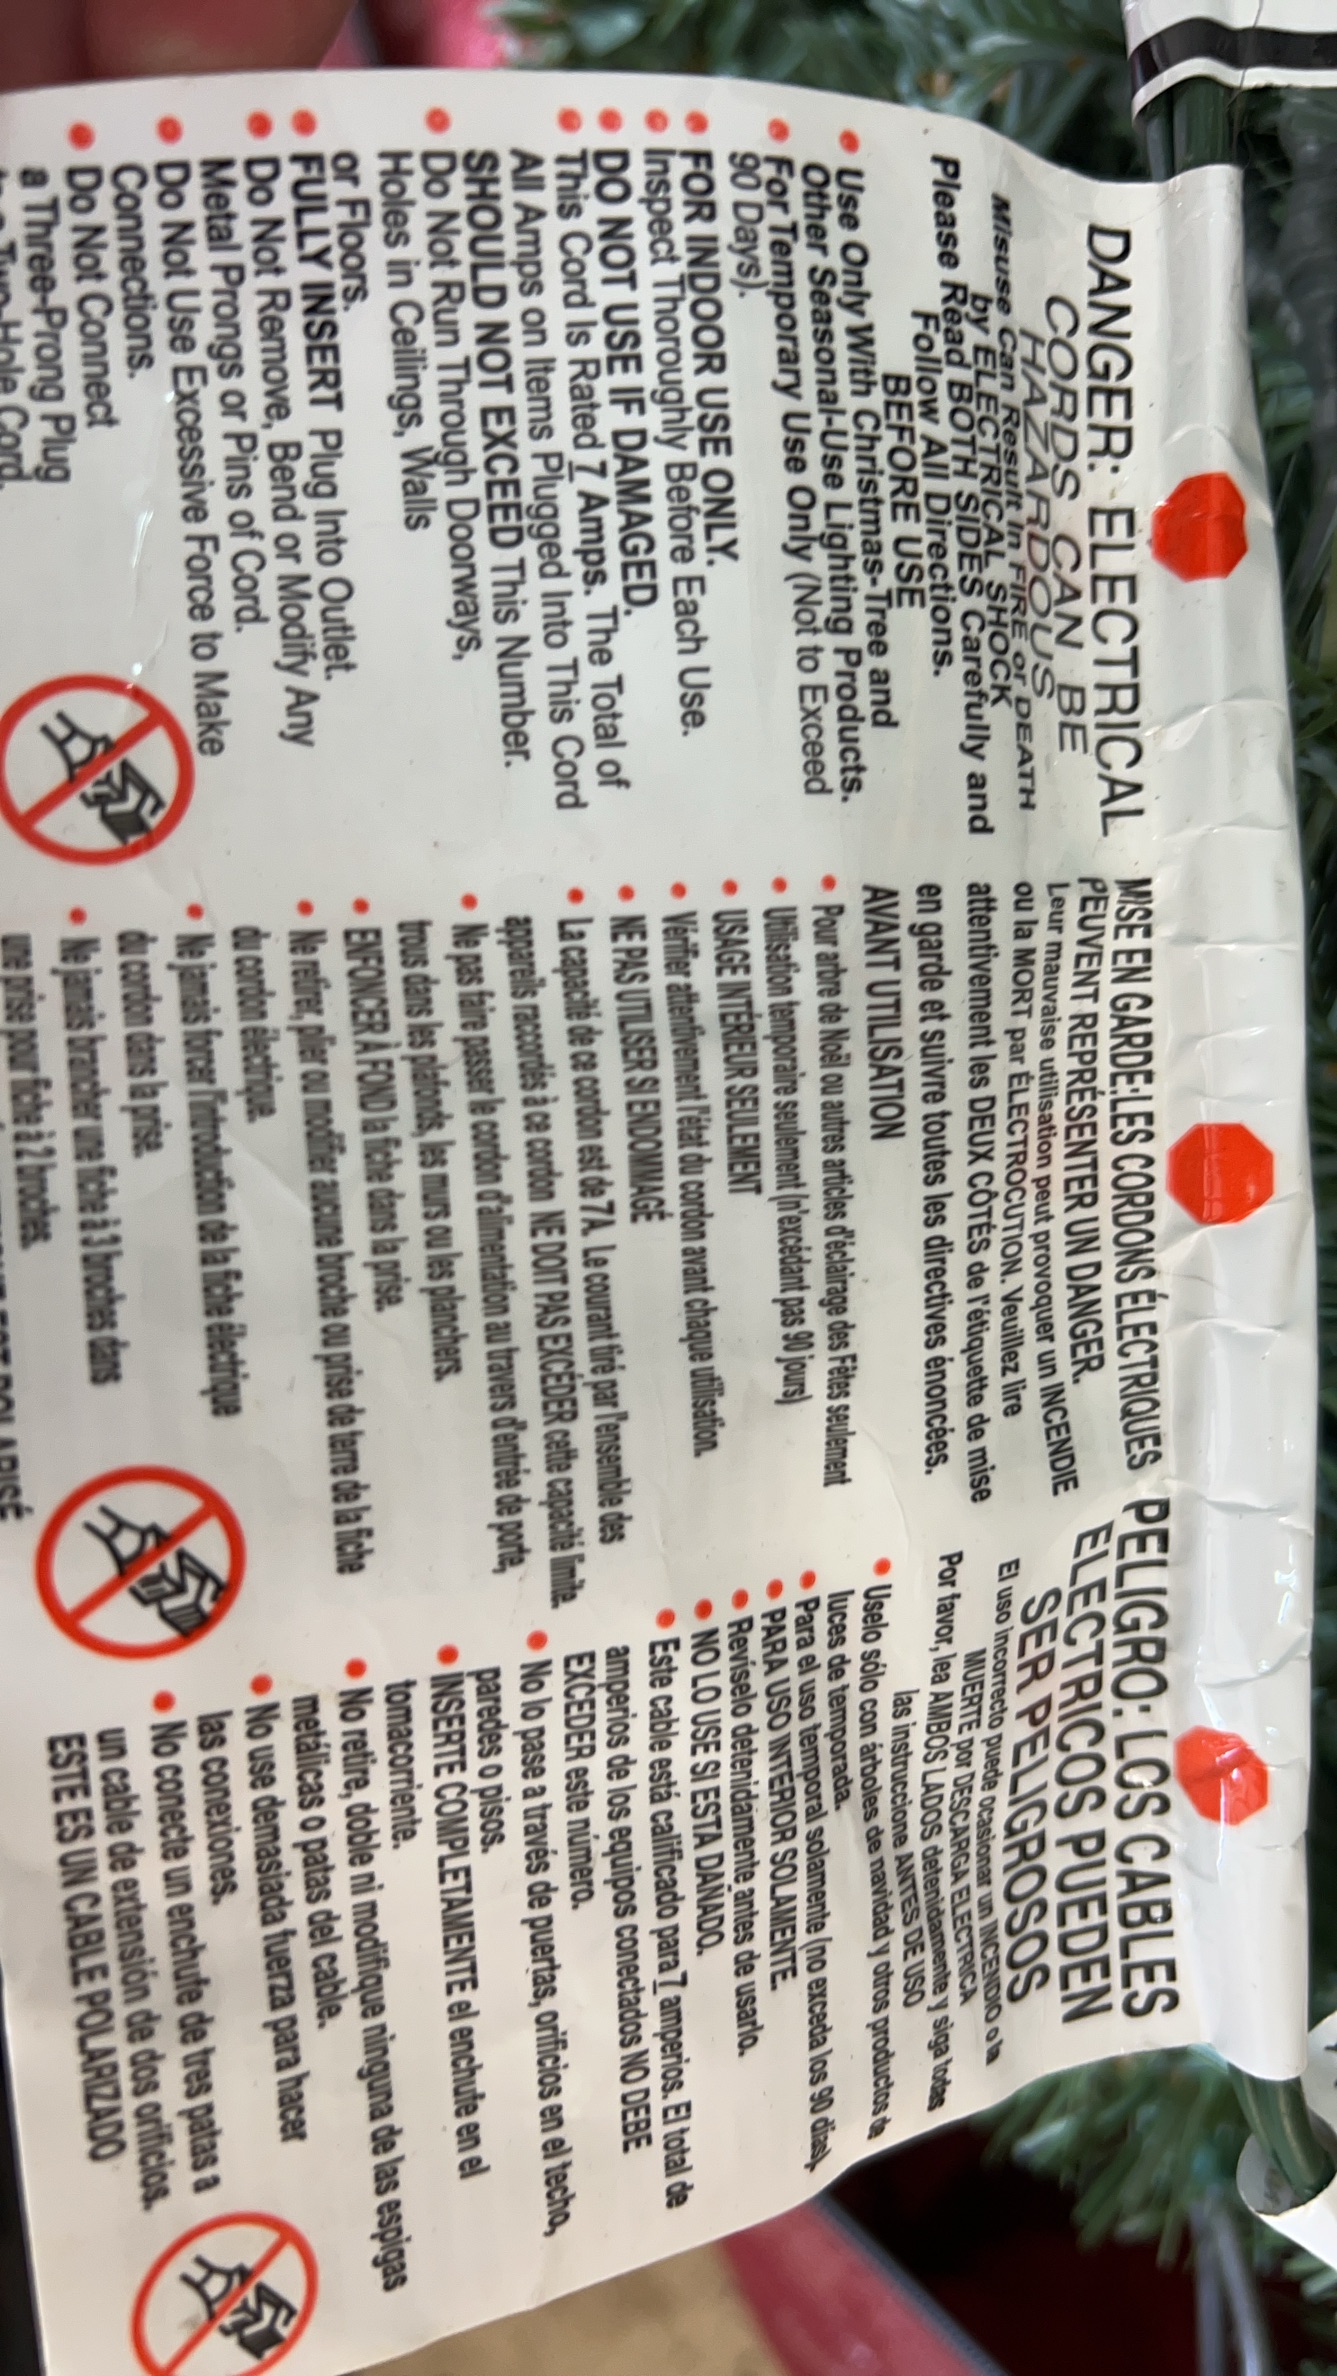 DANGER: ELECTRICAL
CORDS CAN BE
HAZARDOUS
Misuse Can Result in FIRE or DEATH
by ELECTRICAL SHOCK
Please Read BOTH SIDES Carefully and
Follow All Directions.
BEFORE USE
• Use Only With Christmas-Tree and
Other Seasonal-Use Lighting Products.
• For Temporary Use Only (Not to Exceed
90 Days).
• FOR INDOOR USE ONLY.
• Inspect Thoroughly Before Each Use.
• DO NOT USE IF DAMAGED.
• This Cord Is Rated 7 Amps. The Total of
All Amps on Items Plugged Into This Cord
SHOULD NOT EXCEED This Number.
• Do Not Run Through Doorways,
Holes in Ceilings, Walls
or Floors.
• FULLY INSERT Plug Into Outlet.
• Do Not Remove, Bend or Modify Any
Metal Prongs or Pins of Cord.
• Do Not Use Excessive Force to Make
Connections.
• Do Not Connect
a Three-Prong Plug
to a Two-Hole Cord.
MISE EN GARDE:LES CORDONS ÉLECTRIQUES
PEUVENT REPRÉSENTER UN DANGER.
Leur mauvaise utilisation peut provoquer un INCENDIE
ou la MORT par ÉLECTROCUTION. Veuillez lire
attentivement les DEUX CÔTÉS de l'étiquette de mise
en garde et suivre toutes les directives énoncées.
AVANT UTILISATION
• Pour arbre de Noël ou autres articles d'éclairage des Fêtes seulement
• Utilisation temporaire seulement (n'excédant pas 90 jours)
• USAGE INTÉRIEUR SEULEMENT
• Vérifier attentivement l'état du cordon avant chaque utilisation.
• NE PAS UTILISER SI ENDOMMAGÉ
• La capacité de ce cordon est de 7A. Le courant tiré par l'ensemble des
appareils raccordés à ce cordon NE DOIT PAS EXCÉDER cette capacité limite.
• Ne pas faire passer le cordon d'alimentation au travers d'entrée de porte,
trous dans les plafonds, les murs ou les planchers.
• ENFONCER À FOND la fiche dans la prise.
• Ne retirer, plier ou modifier aucune broche ou prise de terre de la fiche
du cordon électrique.
• Ne jamais forcer l'introduction de la fiche électrique
du cordon dans la prise.
• Ne jamais brancher une fiche à 3 broches dans
une prise pour fiche à 2 broches.
PELIGRO: LOS CABLES
ELECTRICOS PUEDEN
SER PELIGROSOS
El uso incorrecto puede ocasionar un INCENDIO o la
MUERTE por DESCARGA ELECTRICA
Por favor, lea AMBOS LADOS detenidamente y siga todas
las instruccione. ANTES DE USO
• Uselo sólo con árboles de navidad y otros productos de
luces de temporada.
• Para el uso temporal solamente (no exceda los 90 dias).
• PARA USO INTERIOR SOLAMENTE.
• Reviselo detenidamente antes de usarlo.
• NO LO USE SI ESTA DAÑADO.
• Este cable está calificado para 7 amperios. El total de
amperios de los equipos conectados NO DEBE
EXCEDER este número.
• No lo pase a través de puertas, orificios en el techo,
paredes o pisos.
• INSERTE COMPLETAMENTE el enchufe en el
tomacorriente.
• No retire, doble ni modifique ninguna de las espigas
metálicas o patas del cable.
• No use demasiada fuerza para hacer
las conexiones.
• No conecte un enchufe de tres patas a
un cable de extensión de dos orificios.
ESTE ES UN CABLE POLARIZADO